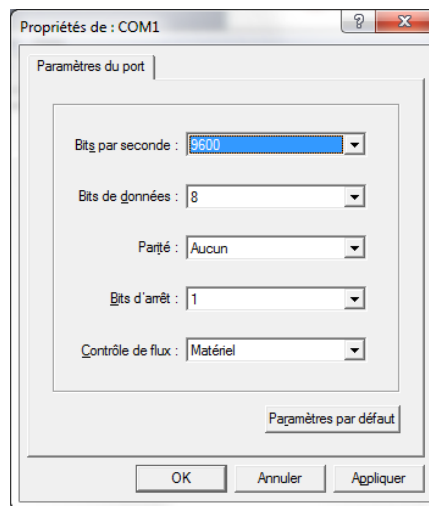 Propriétés de : COM1
Paramètres du port
Bits par seconde : 9600
Bits de données : 8
Parité : Aucun
Bits d'arrêt : 1
Contrôle de flux : Matériel
Paramètres par défaut
OK Annuler Appliquer